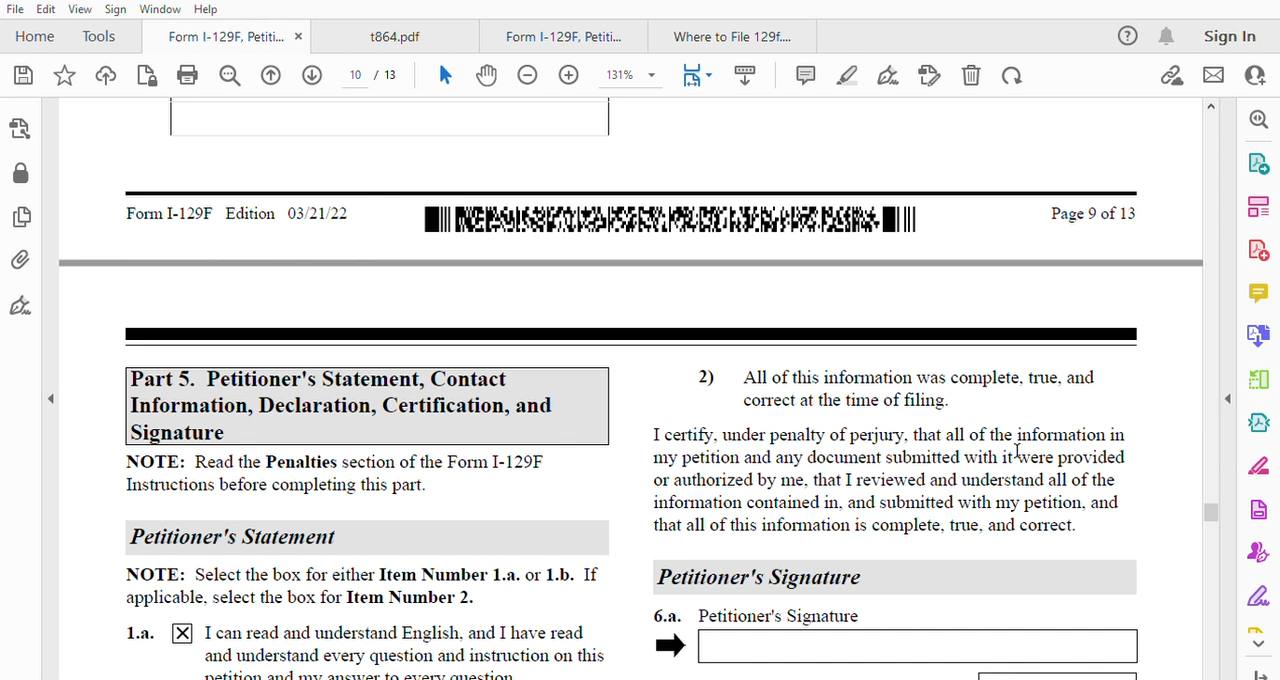 File Edit View Sign Window Help
Home Tools Form I-129F, Petiti... × t864.pdf Form I-129F, Petiti... Where to File 129f.... Sign In
10 / 13 131%
Form I-129F Edition 03/21/22 Page 9 of 13
Part 5. Petitioner's Statement, Contact
Information, Declaration, Certification, and
Signature
NOTE: Read the Penalties section of the Form I-129F
Instructions before completing this part.
Petitioner's Statement
NOTE: Select the box for either Item Number 1.a. or 1.b. If
applicable, select the box for Item Number 2.
1.a. I can read and understand English, and I have read
and understand every question and instruction on this
petition and my answer to every question.
2) All of this information was complete, true, and
correct at the time of filing.
I certify, under penalty of perjury, that all of the information in
my petition and any document submitted with it were provided
or authorized by me, that I reviewed and understand all of the
information contained in, and submitted with my petition, and
that all of this information is complete, true, and correct.
Petitioner's Signature
6.a. Petitioner's Signature